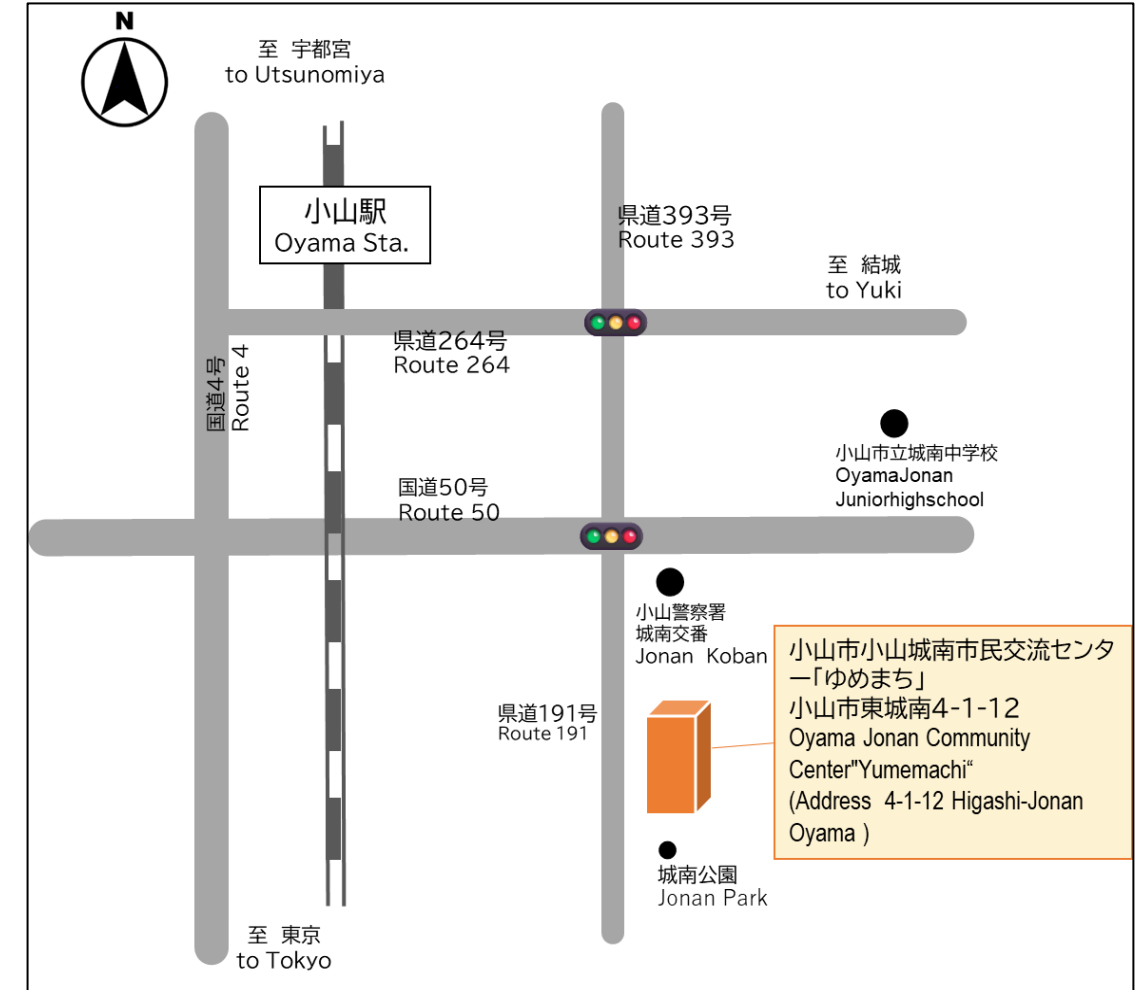 N
至 宇都宮
to Utsunomiya
小山駅
Oyama Sta.
県道393号
Route 393
至 結城
to Yuki
県道264号
Route 264
国道4号
Route 4
小山市立城南中学校
OyamaJonan
Juniorhighschool
国道50号
Route 50
小山警察署
城南交番
Jonan Koban
小山市小山城南市民交流センタ
ー「ゆめまち」
小山市東城南4-1-12
Oyama Jonan Community
Center"Yumemachi“
(Address 4-1-12 Higashi-Jonan
Oyama )
県道191号
Route 191
城南公園
Jonan Park
至 東京
to Tokyo